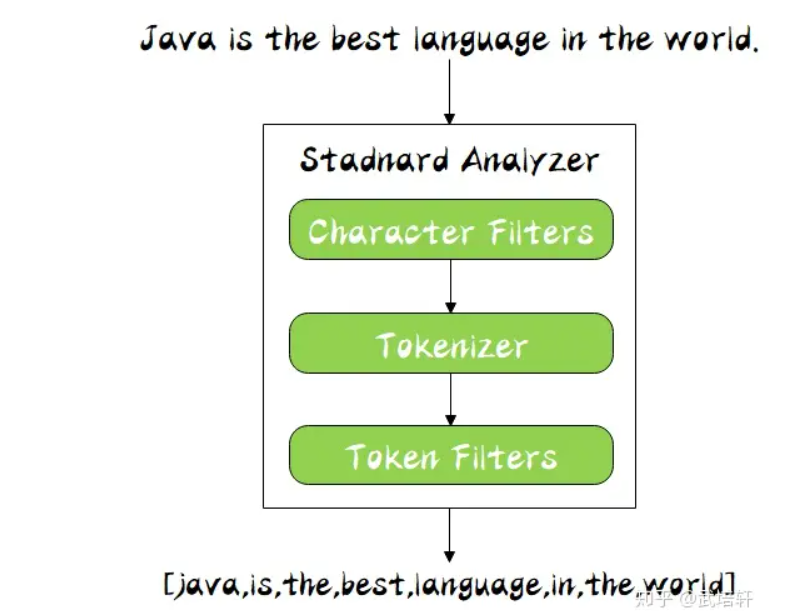 Java is the best language in the world.
Stadnard Analyzer
Character Filters
Tokenizer
Token Filters
[java,is,the,best,language,in,the,world]
知乎 @武培轩